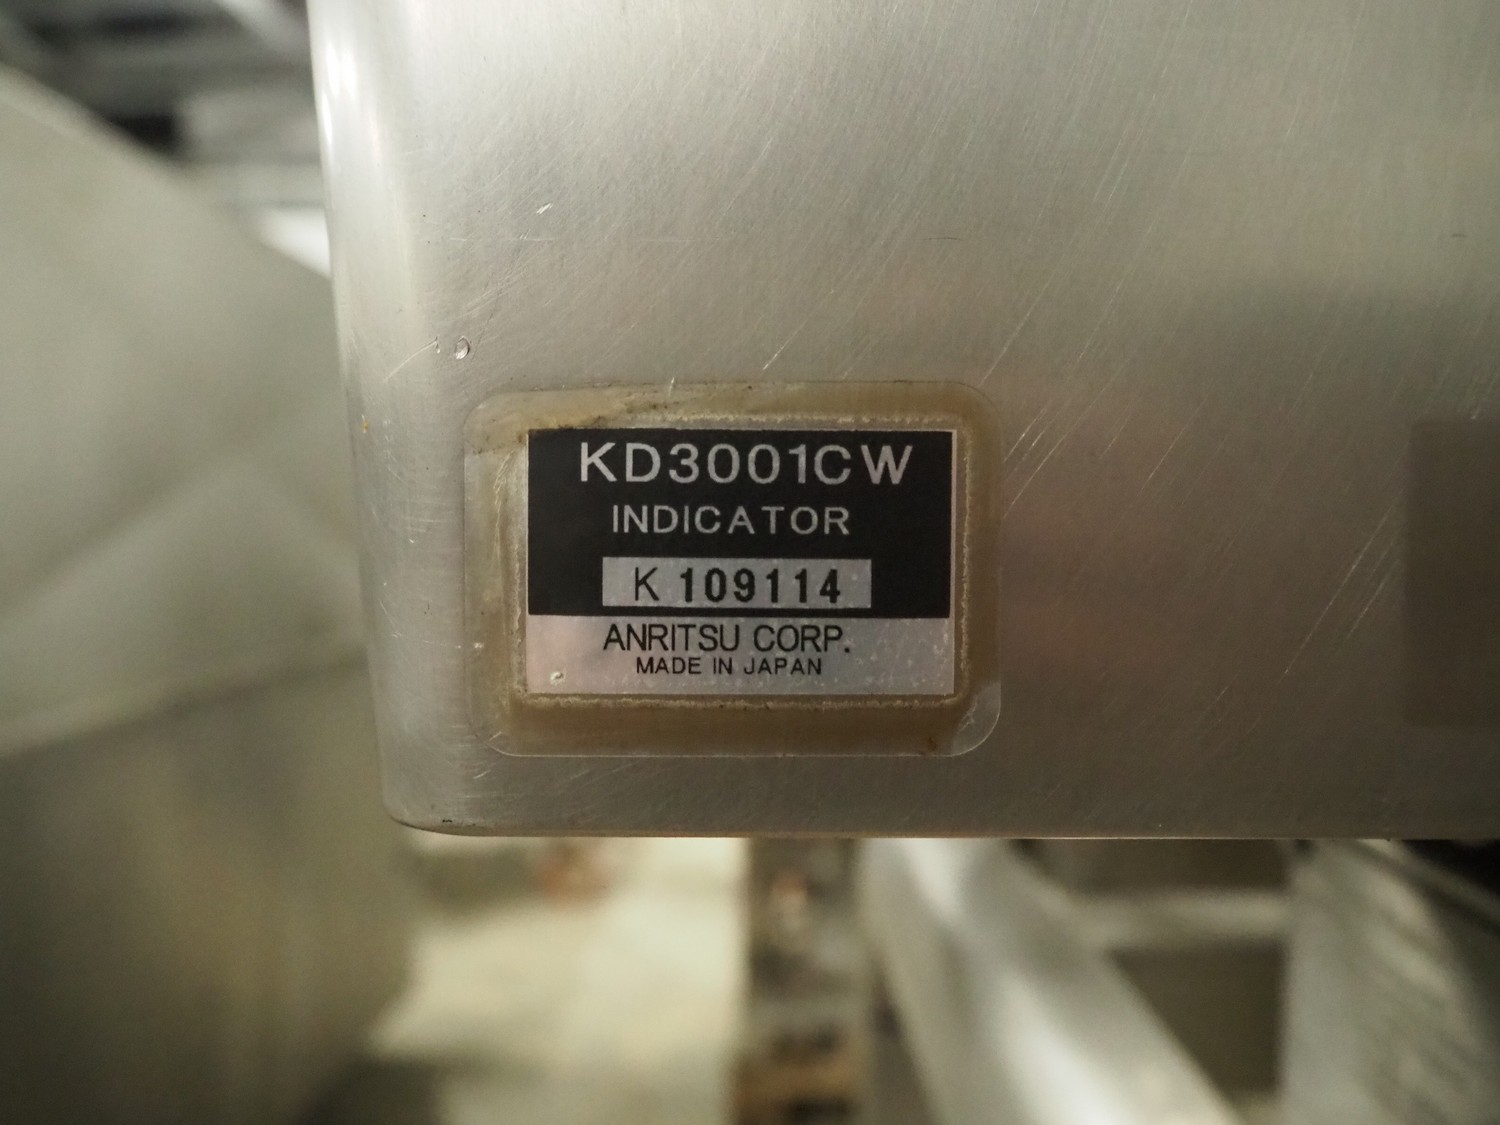 KD3001CW
INDICATOR
K 109114
ANRITSU CORP.
MADE IN JAPAN